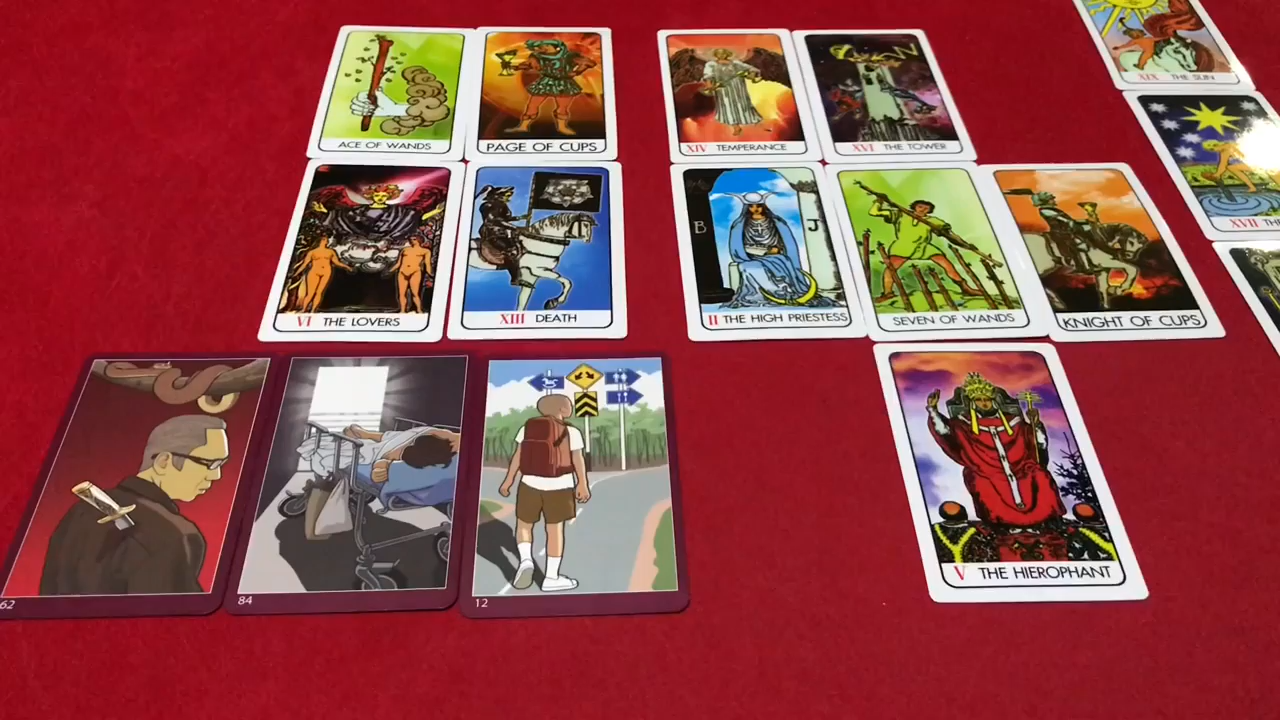 ACE OF WANDS
PAGE OF CUPS
XIV TEMPERANCE
XVI THE TOWER
XIX THE SUN
VI THE LOVERS
XIII DEATH
B J
II THE HIGH PRIESTESS
SEVEN OF WANDS
KNIGHT OF CUPS
XVII
V THE HIEROPHANT
62
84
12